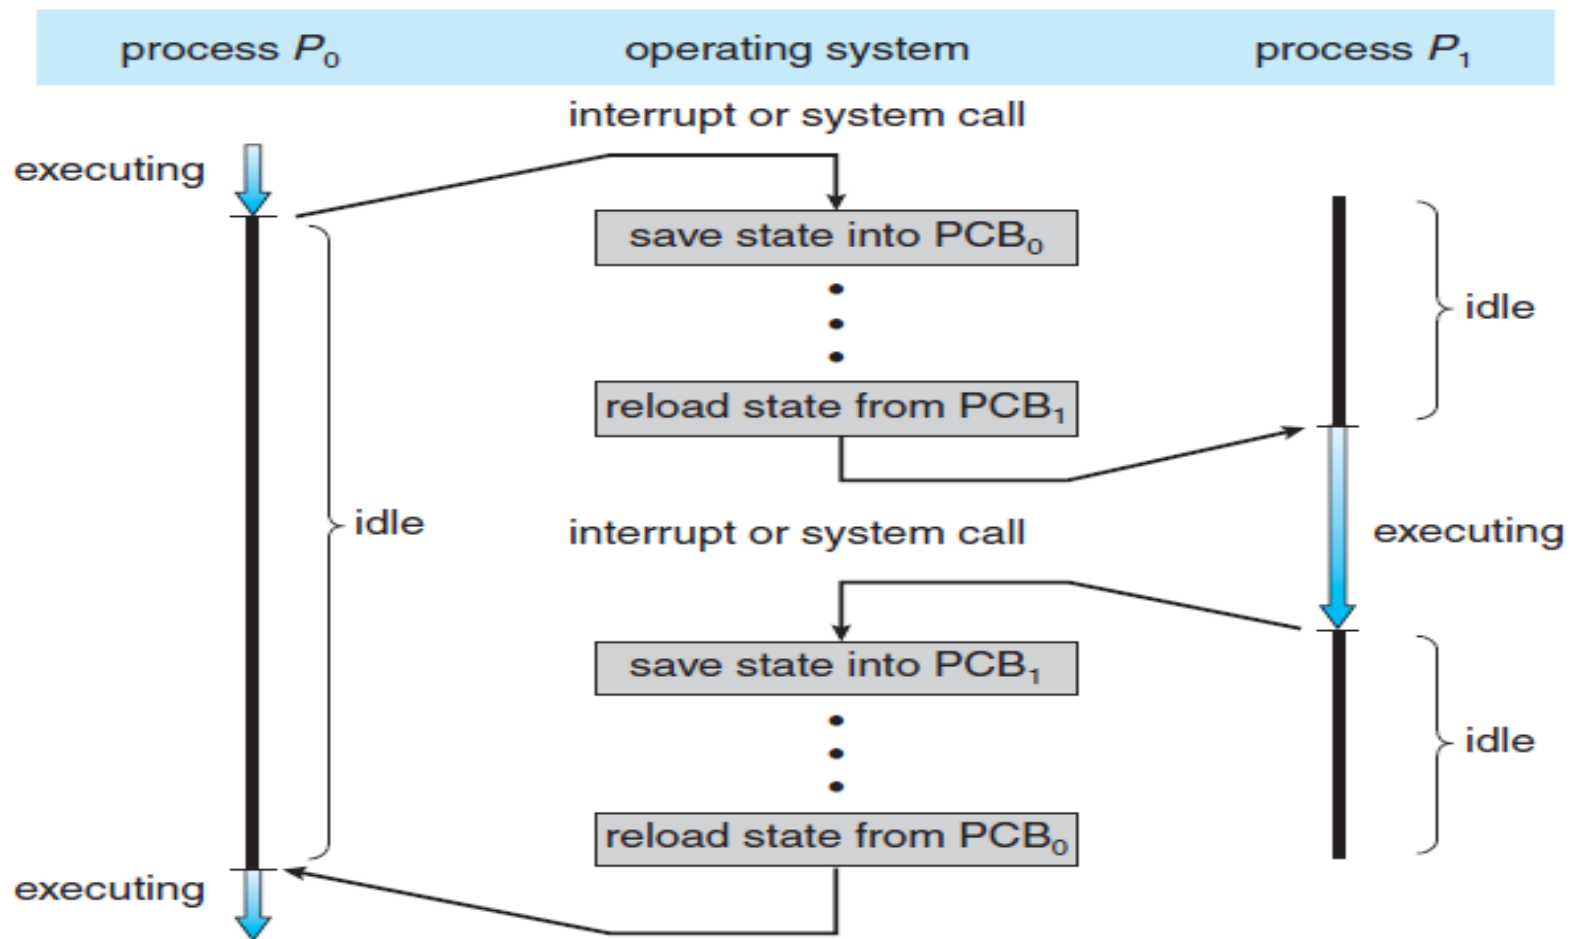 process P₀ operating system process P₁
interrupt or system call
executing
save state into PCB₀
idle
reload state from PCB₁
idle
interrupt or system call
executing
save state into PCB₁
idle
reload state from PCB₀
executing